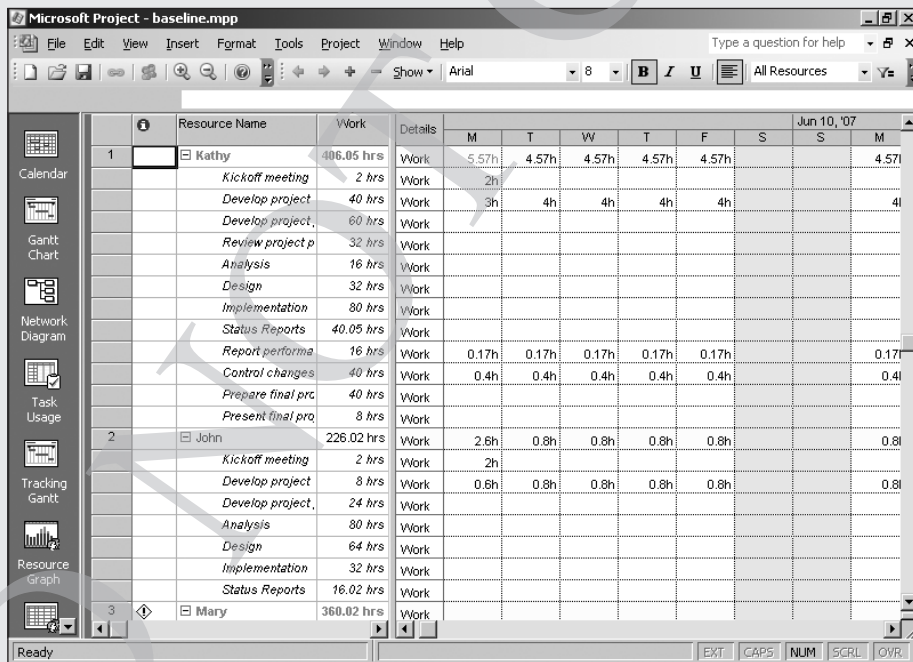 Microsoft Project - baseline.mpp
File Edit View Insert Format Tools Project Window Help Type a question for help
Show Arial 8 B I U All Resources
Resource Name Work Details Jun 10, '07
M T W T F S S M
1 Kathy 406.05 hrs Work 5.57h 4.57h 4.57h 4.57h 4.57h 4.57
Kickoff meeting 2 hrs Work 2h
Develop project 40 hrs Work 3h 4h 4h 4h 4h 4
Develop project, 60 hrs Work
Review project p 32 hrs Work
Analysis 16 hrs Work
Design 32 hrs Work
Implementation 80 hrs Work
Status Reports 40.05 hrs Work
Report performa 16 hrs Work 0.17h 0.17h 0.17h 0.17h 0.17h 0.17
Control changes 40 hrs Work 0.4h 0.4h 0.4h 0.4h 0.4h 0.4
Prepare final prc 40 hrs Work
Present final pro 8 hrs Work
2 John 226.02 hrs Work 2.6h 0.8h 0.8h 0.8h 0.8h 0.8
Kickoff meeting 2 hrs Work 2h
Develop project 8 hrs Work 0.6h 0.8h 0.8h 0.8h 0.8h 0.8
Develop project, 24 hrs Work
Analysis 80 hrs Work
Design 64 hrs Work
Implementation 32 hrs Work
Status Reports 16.02 hrs Work
3 Mary 360.02 hrs Work
Calendar
Gantt
Chart
Network
Diagram
Task
Usage
Tracking
Gantt
Resource
Graph
Ready EXT CAPS NUM SCRL OVR
NOT